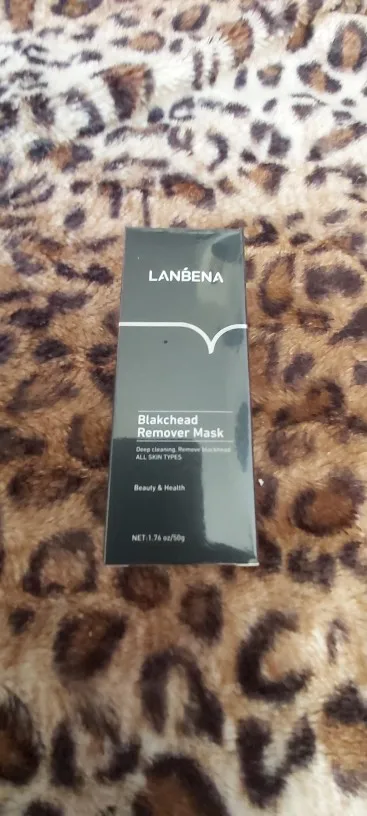 LANBENA
Blakchead
Remover Mask
Deep cleaning, Remove blackhead
ALL SKIN TYPES
Beauty & Health
NET:1.76 oz/50g